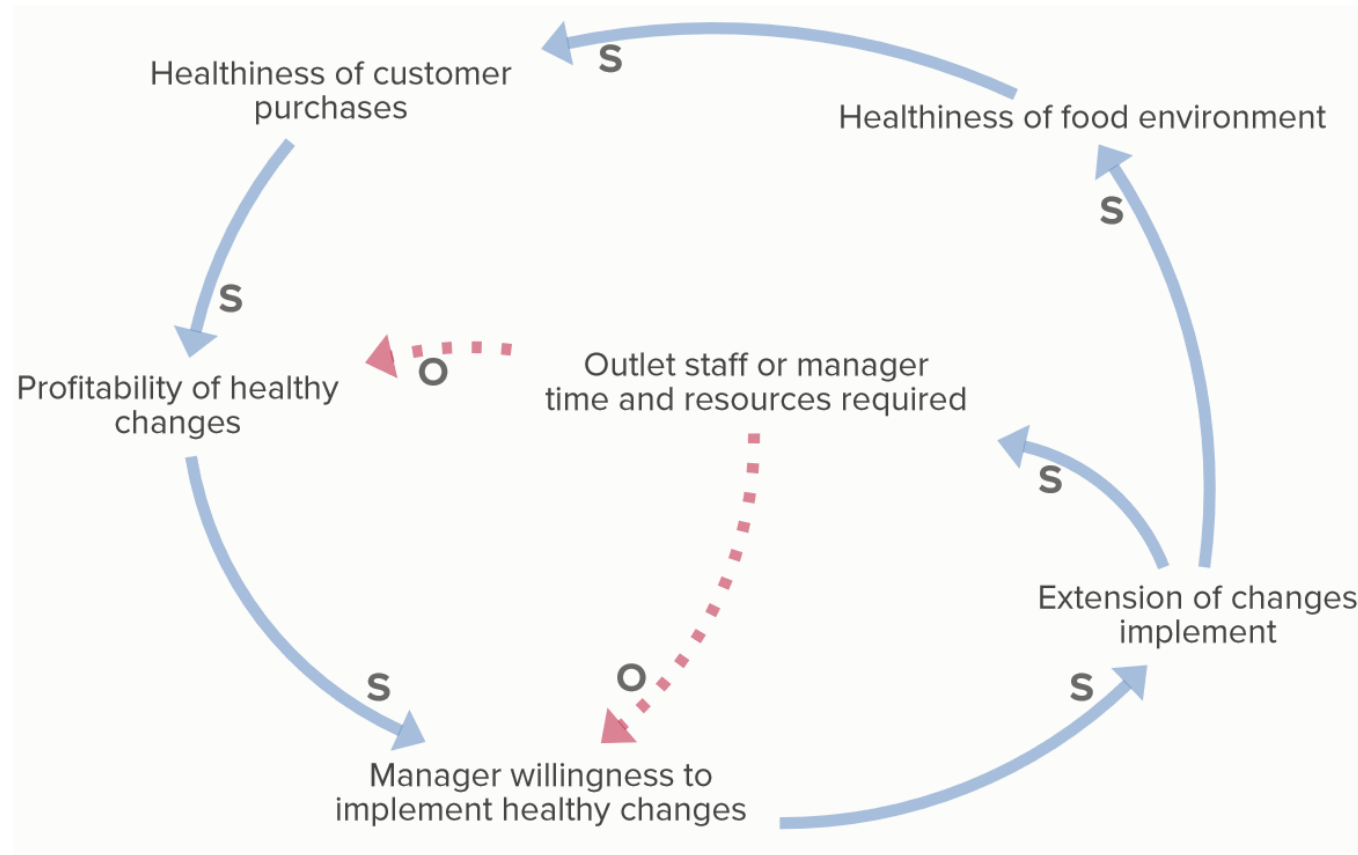 S
Healthiness of customer
purchases
Healthiness of food environment
S
S
O
Outlet staff or manager
time and resources required
Profitability of healthy
changes
S
Extension of changes
implement
O
S
S
Manager willingness to
implement healthy changes